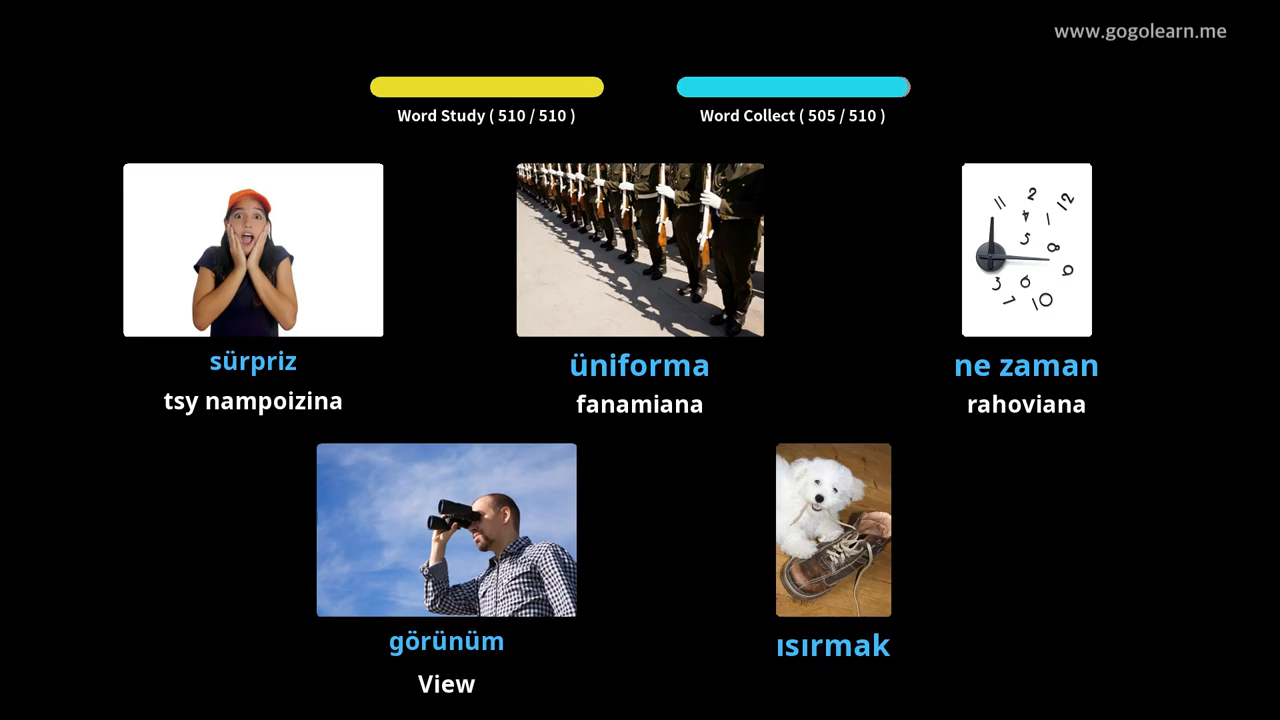 www.gogolearn.me
Word Study ( 510 / 510 )
Word Collect ( 505 / 510 )
sürpriz
tsy nampoizina
üniforma
fanamiana
ne zaman
rahoviana
görünüm
View
ısırmak